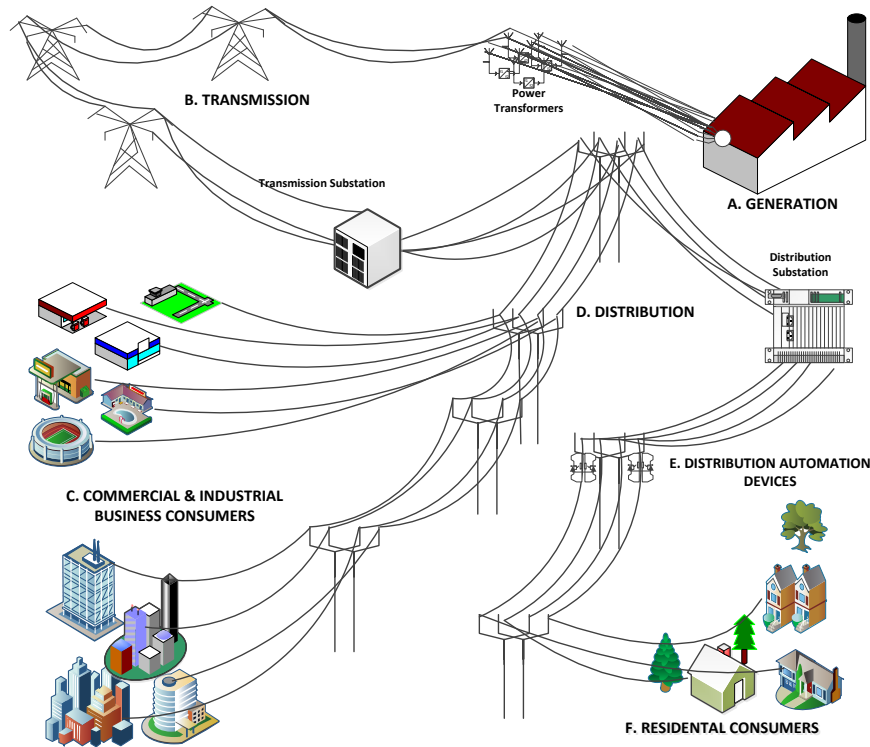 B. TRANSMISSION
Power
Transformers
A. GENERATION
Transmission Substation
Distribution
Substation
D. DISTRIBUTION
E. DISTRIBUTION AUTOMATION
DEVICES
C. COMMERCIAL & INDUSTRIAL
BUSINESS CONSUMERS
F. RESIDENTAL CONSUMERS